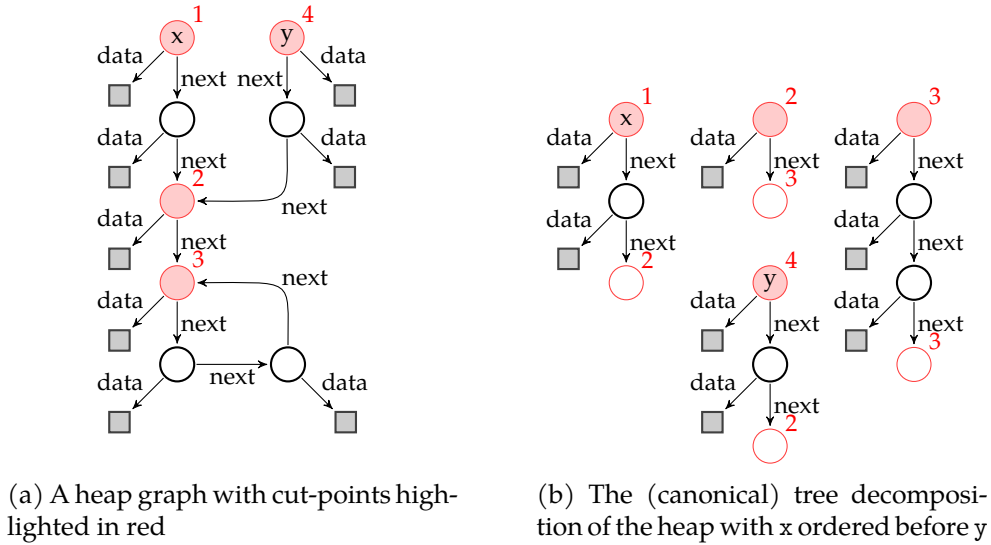 1
4
x
y
data
next
next
data
data
next
data
2
next
data
next
3
next
data
next
next
data
data
1
2
3
x
data
next
data
next
data
next
3
data
next
data
next
2
4
y
data
next
data
next
3
data
next
2
(a) A heap graph with cut-points high-
lighted in red
(b) The (canonical) tree decomposi-
tion of the heap with x ordered before y